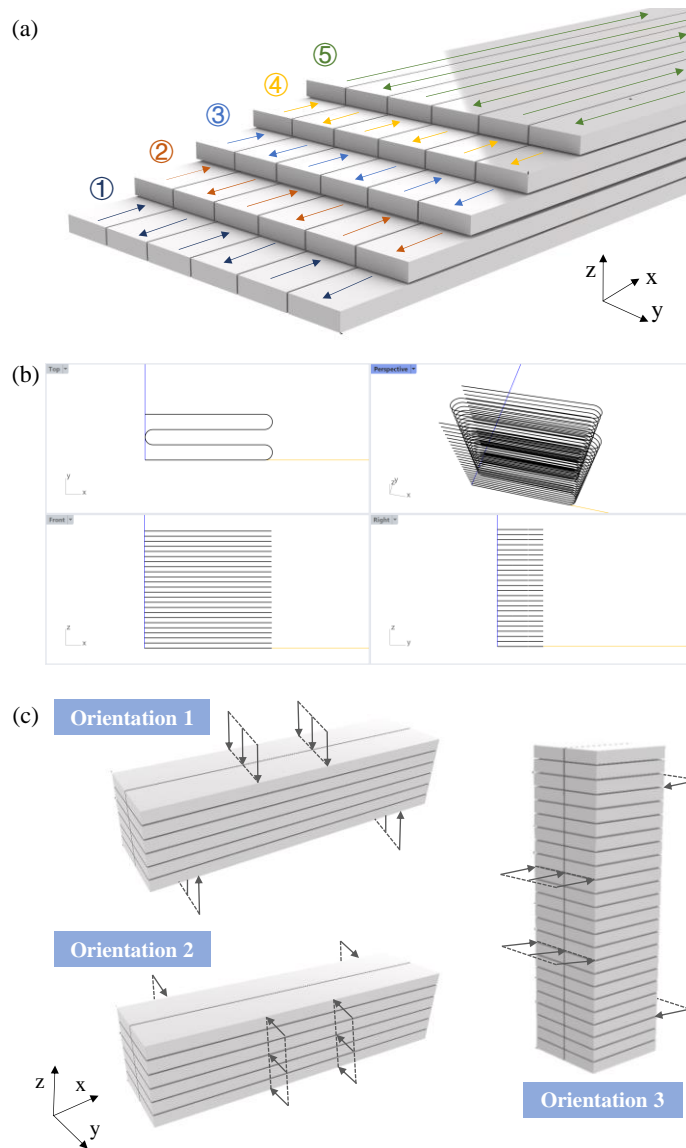 (a)
⑤
④
③
②
①
z
x
y
(b)
Top
Perspective
y
x
z
y
x
Front
Right
z
x
z
y
(c)
Orientation 1
Orientation 2
z
x
y
Orientation 3